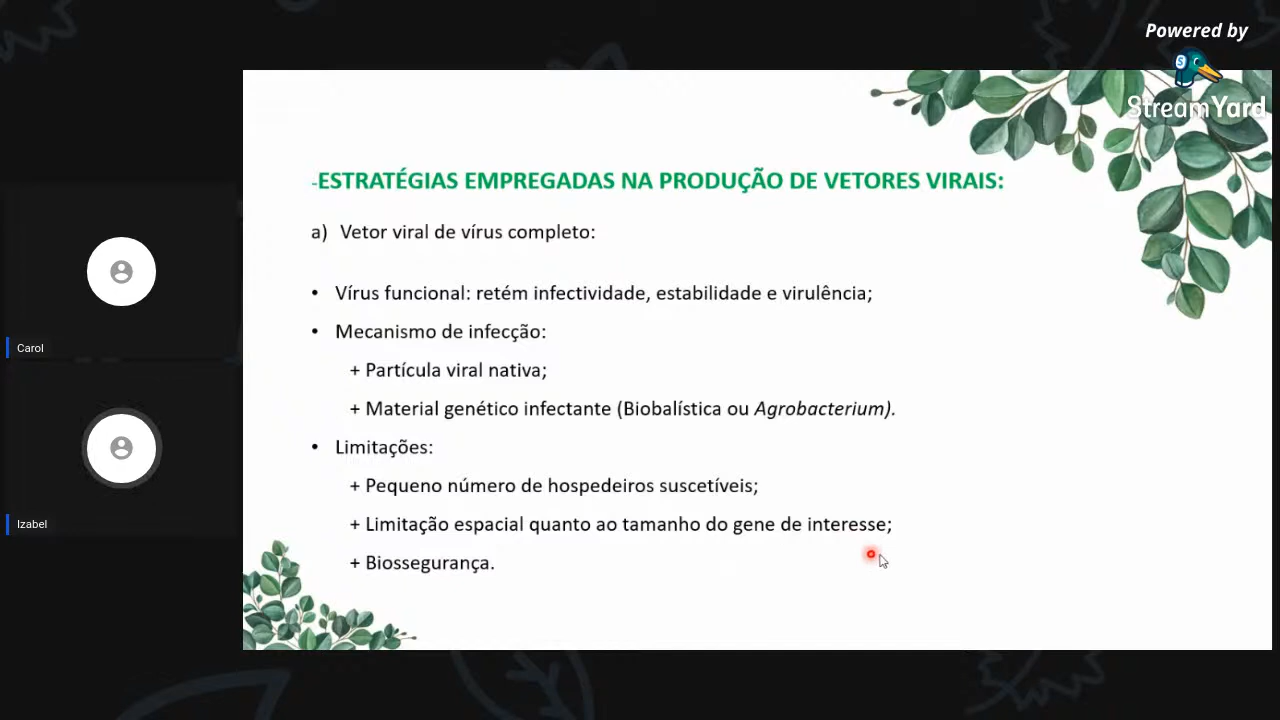 Powered by
StreamYard
-ESTRATÉGIAS EMPREGADAS NA PRODUÇÃO DE VETORES VIRAIS:
a) Vetor viral de vírus completo:
• Vírus funcional: retém infectividade, estabilidade e virulência;
• Mecanismo de infecção:
+ Partícula viral nativa;
+ Material genético infectante (Biobalística ou Agrobacterium).
• Limitações:
+ Pequeno número de hospedeiros suscetíveis;
+ Limitação espacial quanto ao tamanho do gene de interesse;
+ Biossegurança.
Carol
Izabel